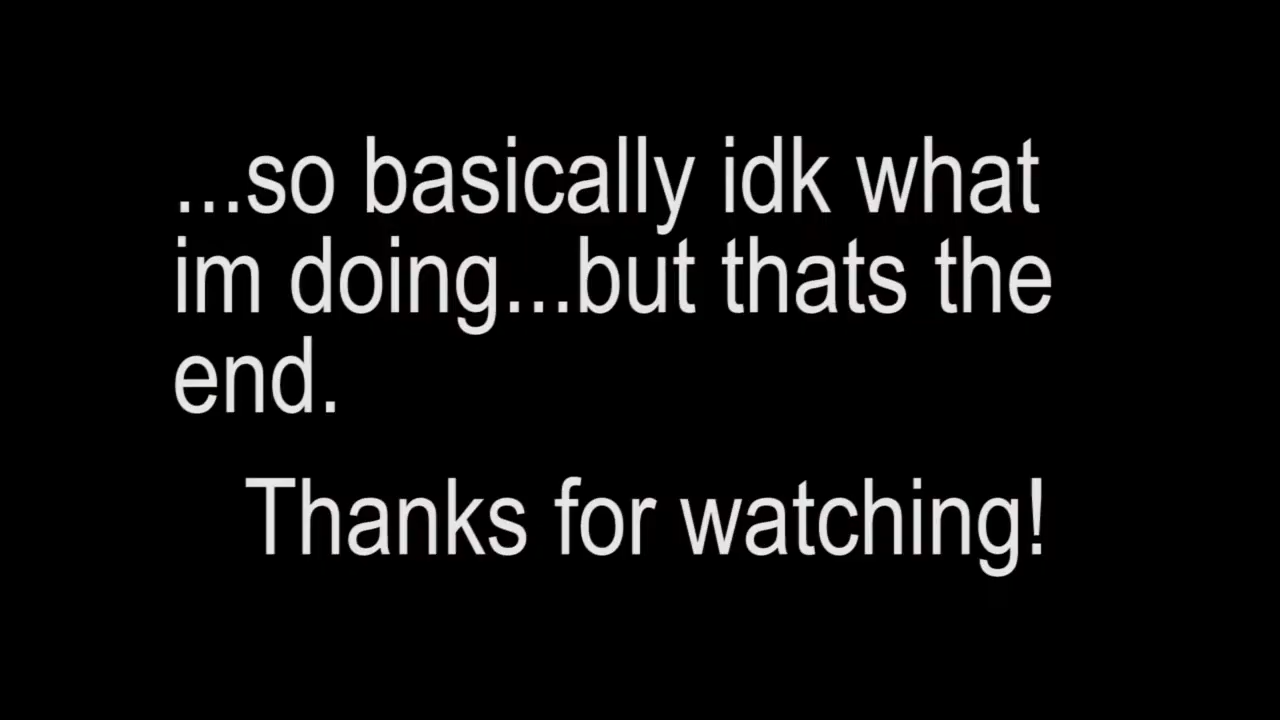 ...so basically idk what
im doing...but thats the
end.
Thanks for watching!